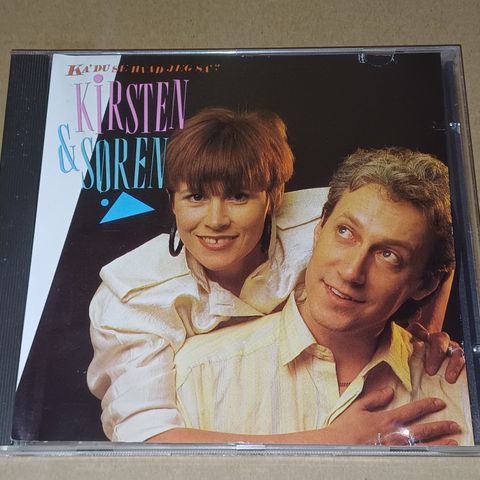 KA' DU SE HVAD JEG SA'?
KIRSTEN
& SØREN